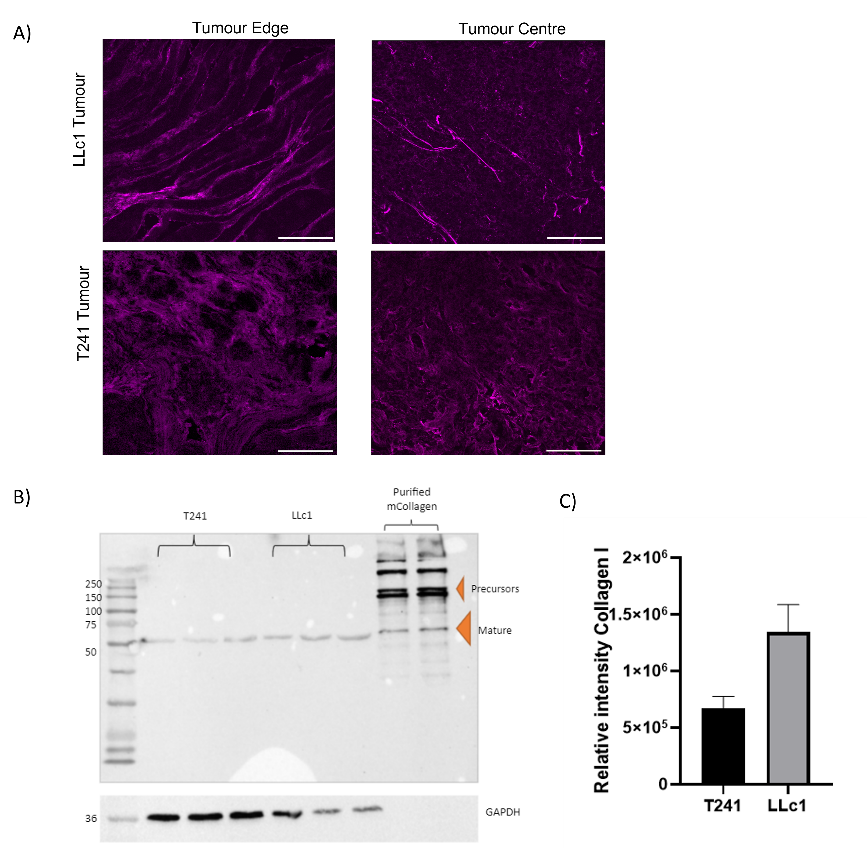 A)
Tumour Edge
Tumour Centre
LLc1 Tumour
T241 Tumour
B)
T241
LLc1
Purified
mCollagen
250
150
100
75
50
Precursors
Mature
36
GAPDH
C)
Relative intensity Collagen I
2×10⁶
1.5×10⁶
1×10⁶
5×10⁵
0
T241
LLc1